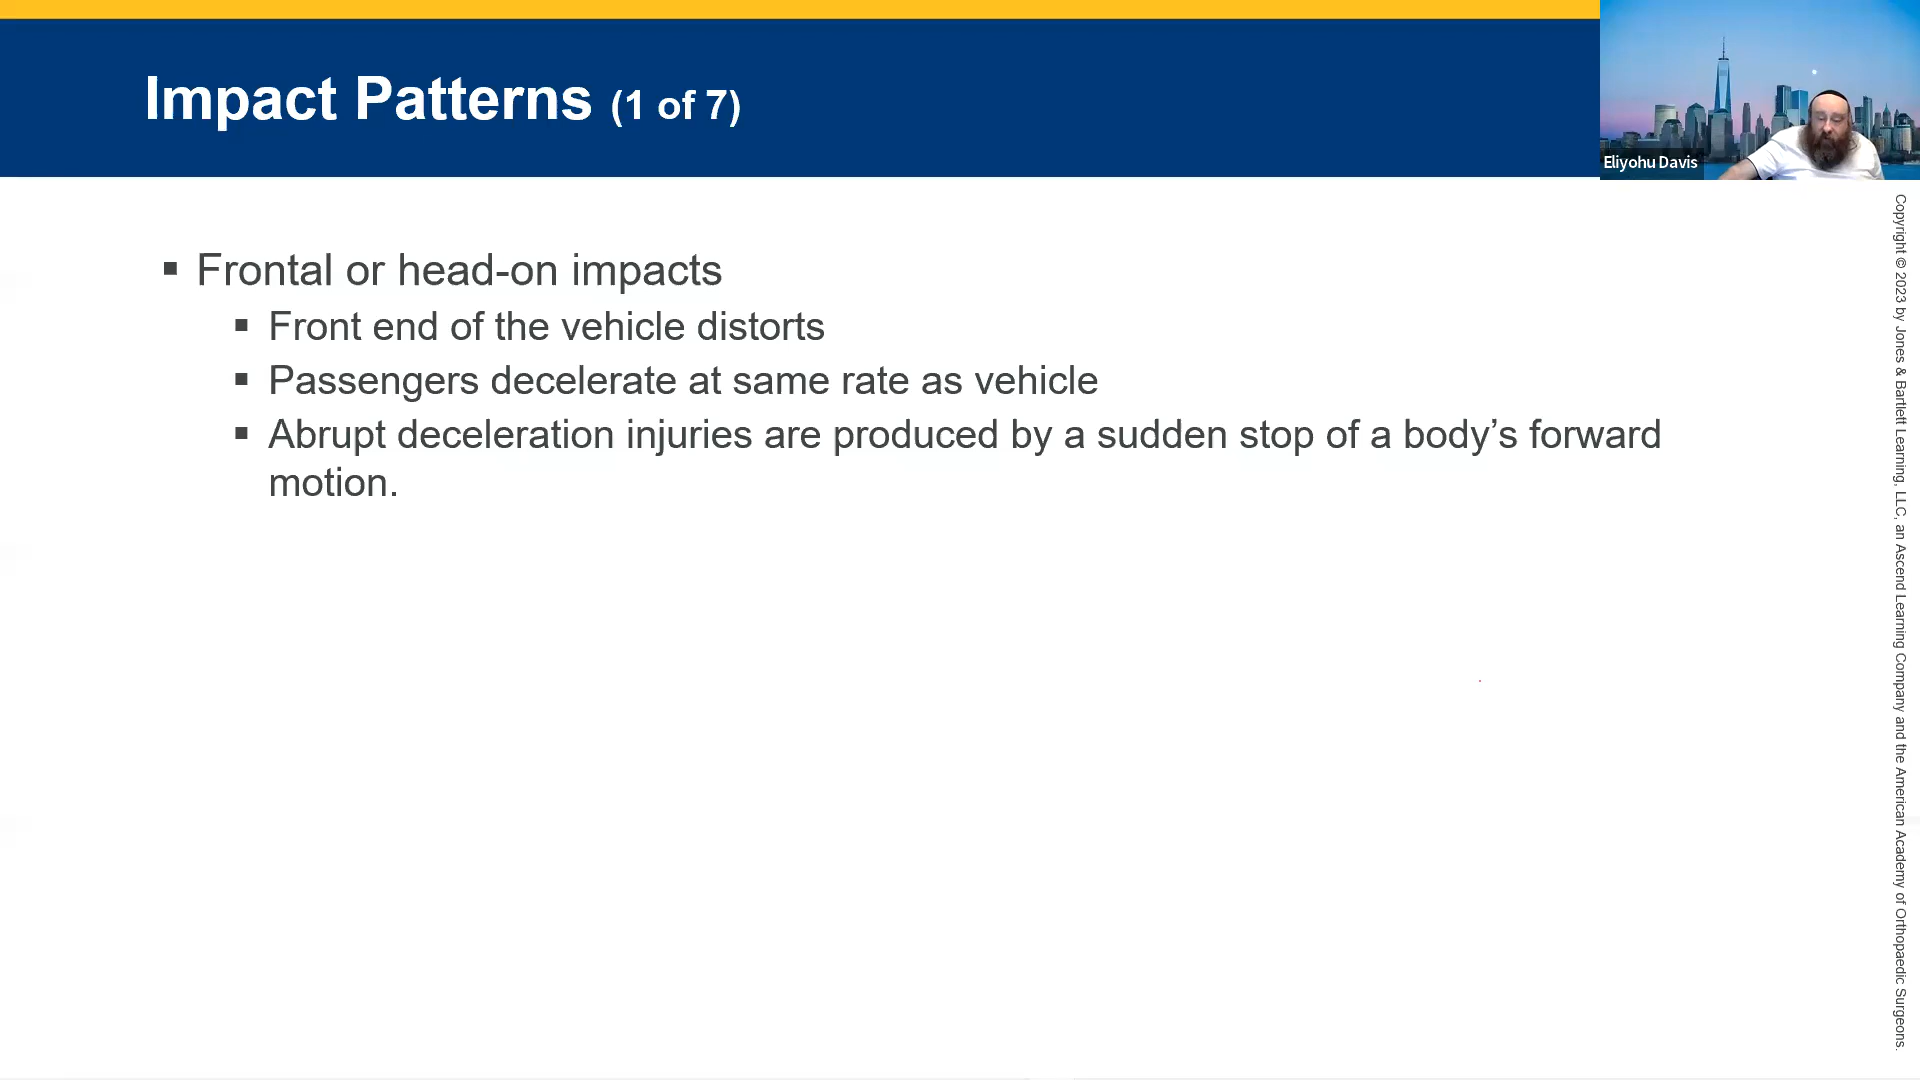 Impact Patterns (1 of 7)
Eliyohu Davis
▪ Frontal or head-on impacts
▪ Front end of the vehicle distorts
▪ Passengers decelerate at same rate as vehicle
▪ Abrupt deceleration injuries are produced by a sudden stop of a body’s forward
motion.
Copyright © 2023 by Jones & Bartlett Learning, LLC, an Ascend Learning Company and the American Academy of Orthopaedic Surgeons.